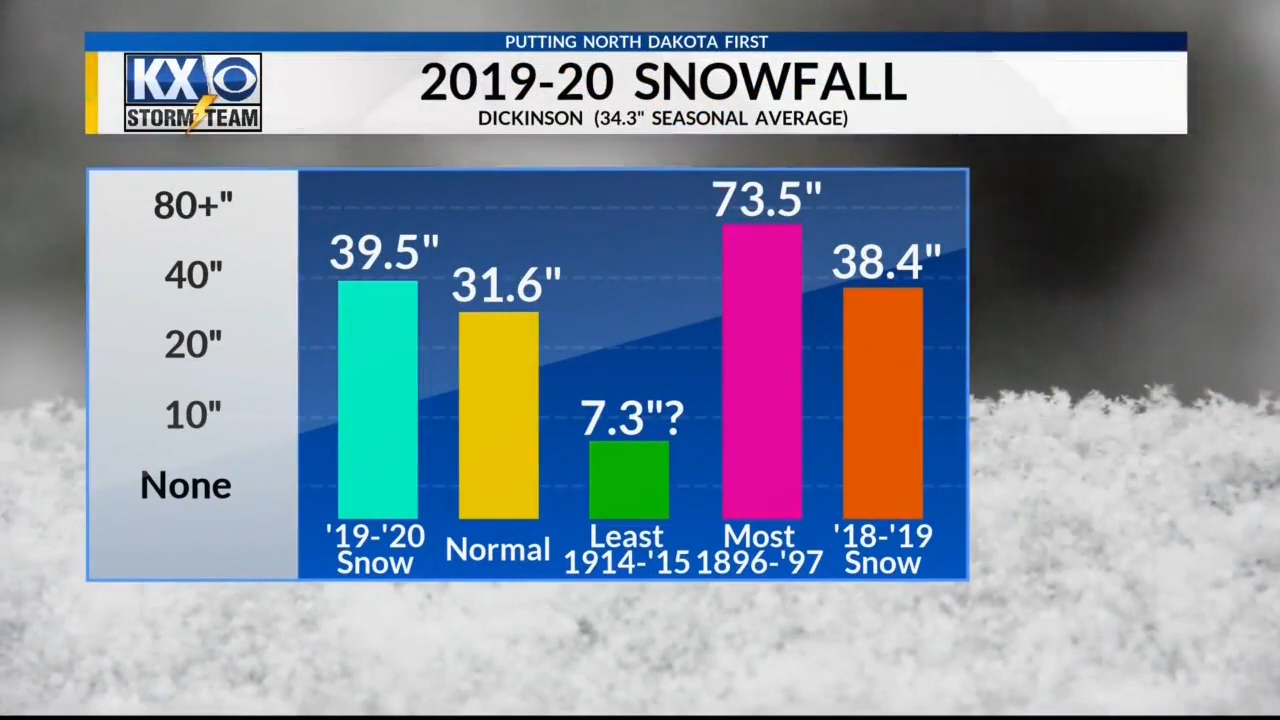 PUTTING NORTH DAKOTA FIRST
KX
STORM TEAM
2019-20 SNOWFALL
DICKINSON (34.3" SEASONAL AVERAGE)
80+"
40"
20"
10"
None
39.5"
31.6"
7.3"?
73.5"
38.4"
'19-'20
Snow
Normal
Least
1914-'15
Most
1896-'97
'18-'19
Snow